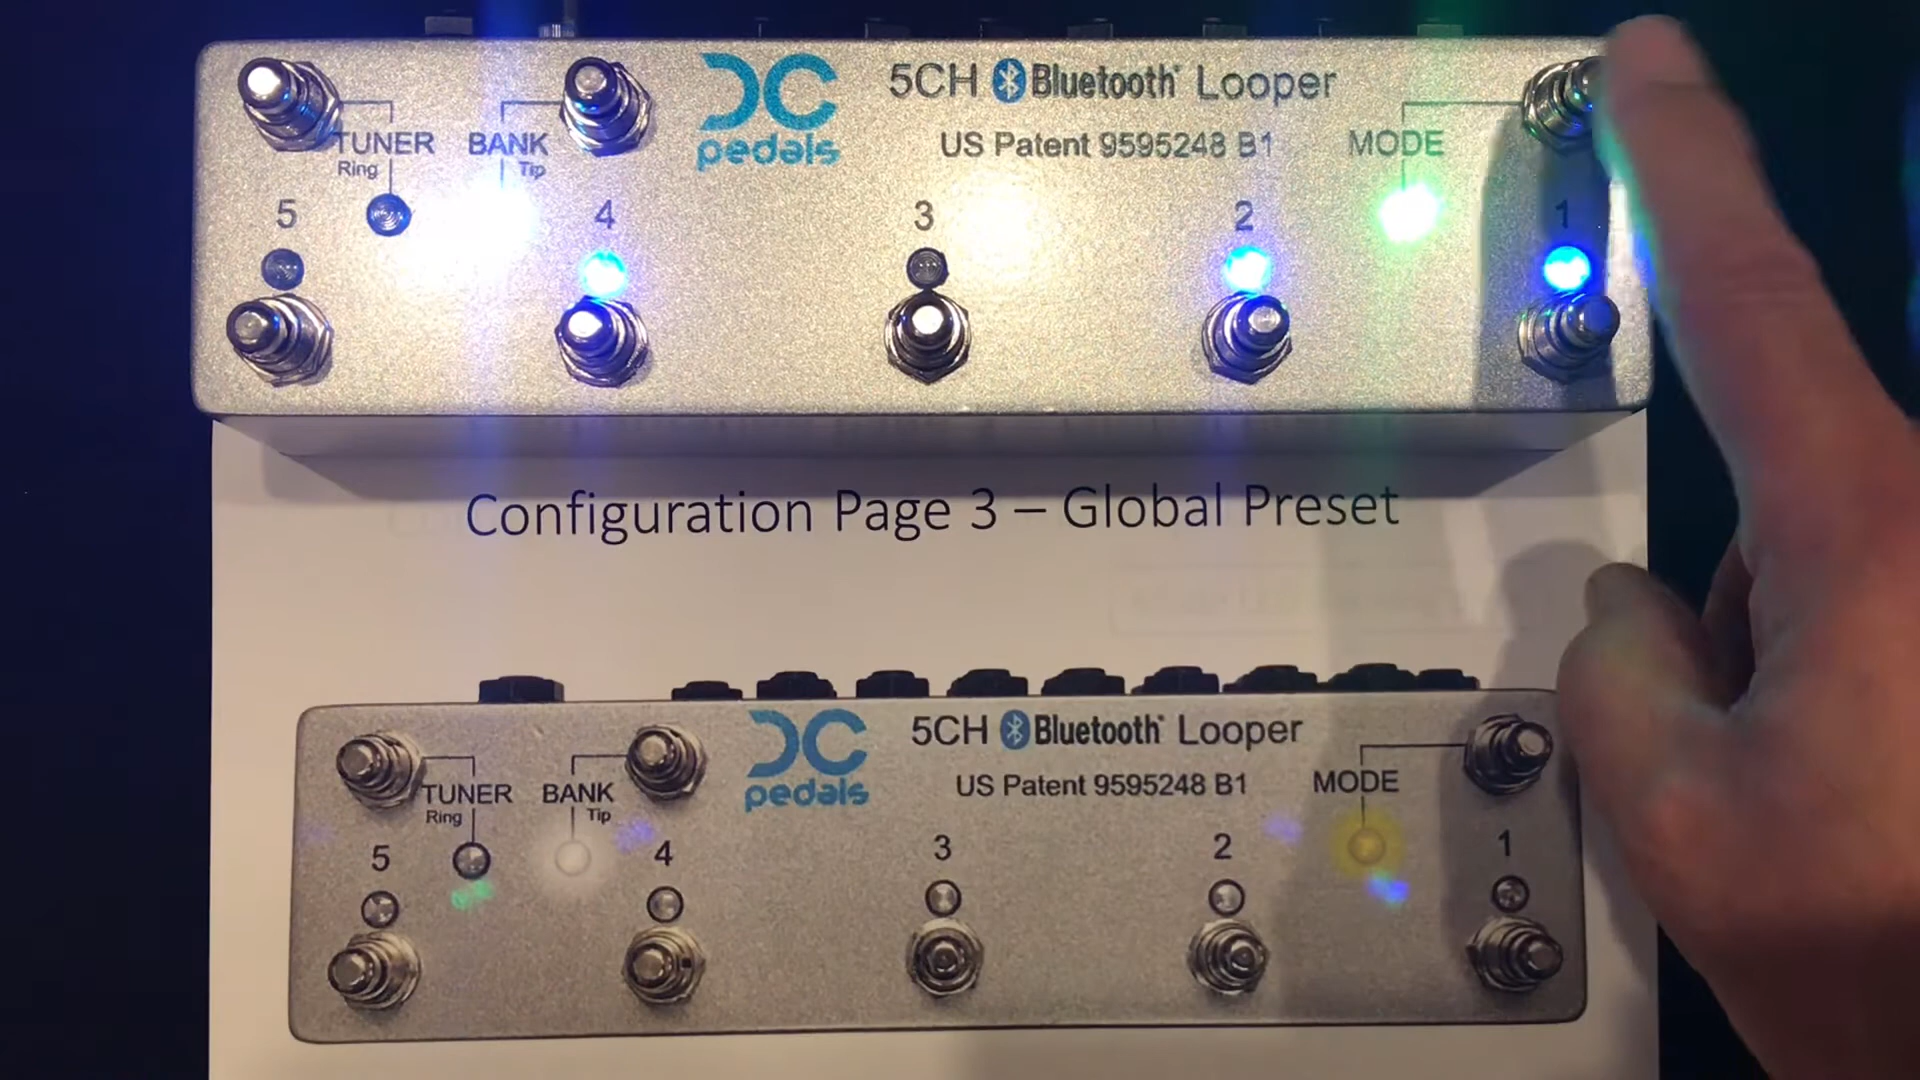 DC
pedals
5CH Bluetooth Looper
US Patent 9595248 B1
TUNER
Ring
BANK
Tip
MODE
5
4
3
2
1
Configuration Page 3 – Global Preset
DC
pedals
5CH Bluetooth Looper
US Patent 9595248 B1
TUNER
Ring
BANK
Tip
MODE
5
4
3
2
1